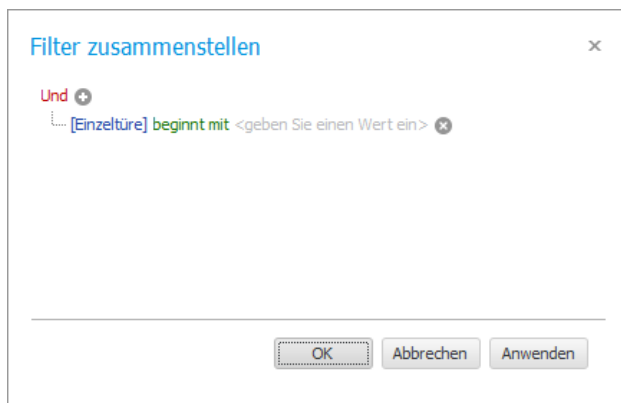 Filter zusammenstellen
Und
[Einzeltüre] beginnt mit <geben Sie einen Wert ein>
OK Abbrechen Anwenden